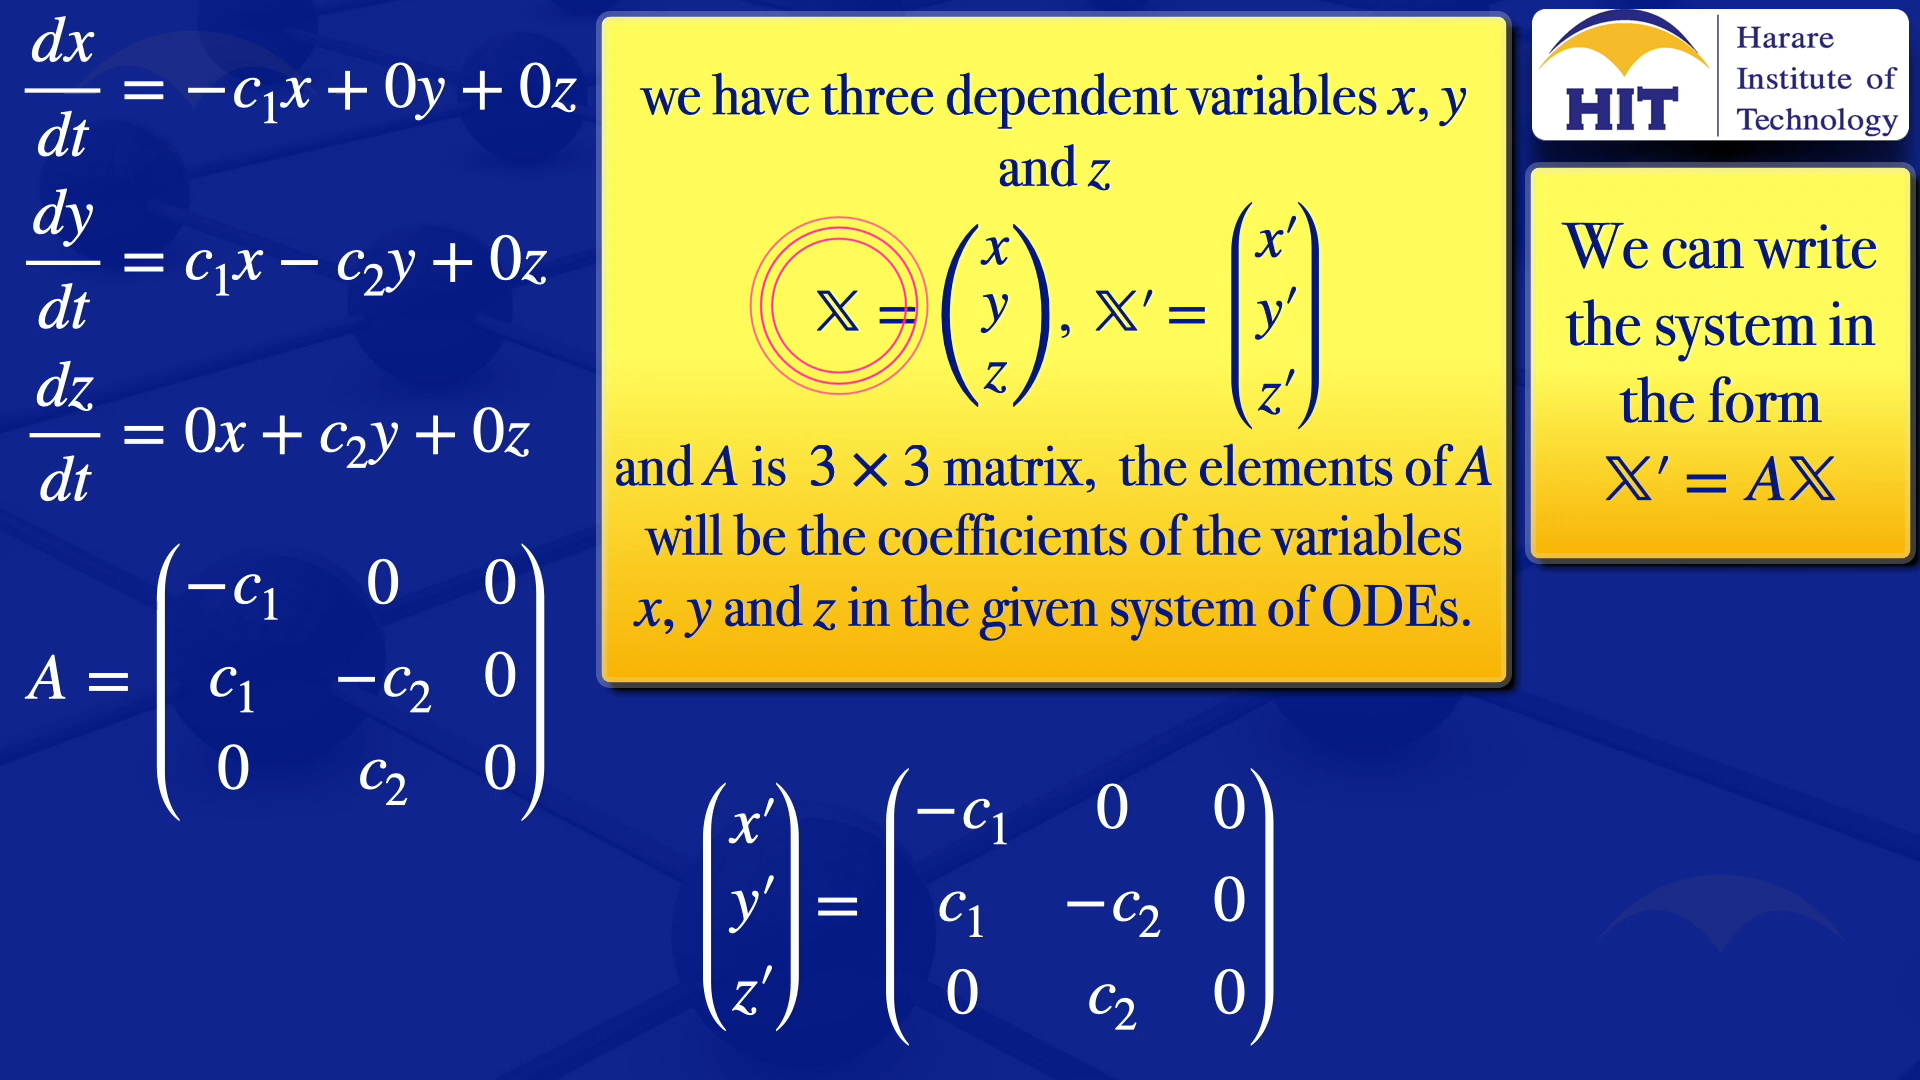 dx/dt = −c₁x + 0y + 0z
dy/dt = c₁x − c₂y + 0z
dz/dt = 0x + c₂y + 0z
A = (−c₁ 0 0
c₁ −c₂ 0
0 c₂ 0)
we have three dependent variables x, y
and z
𝕏 = (x y z), 𝕏′ = (x′ y′ z′)
and A is 3 × 3 matrix, the elements of A
will be the coefficients of the variables
x, y and z in the given system of ODEs.
HIT
Harare
Institute of
Technology
We can write
the system in
the form
𝕏′ = A𝕏
(x′ y′ z′) = (−c₁ 0 0
c₁ −c₂ 0
0 c₂ 0)